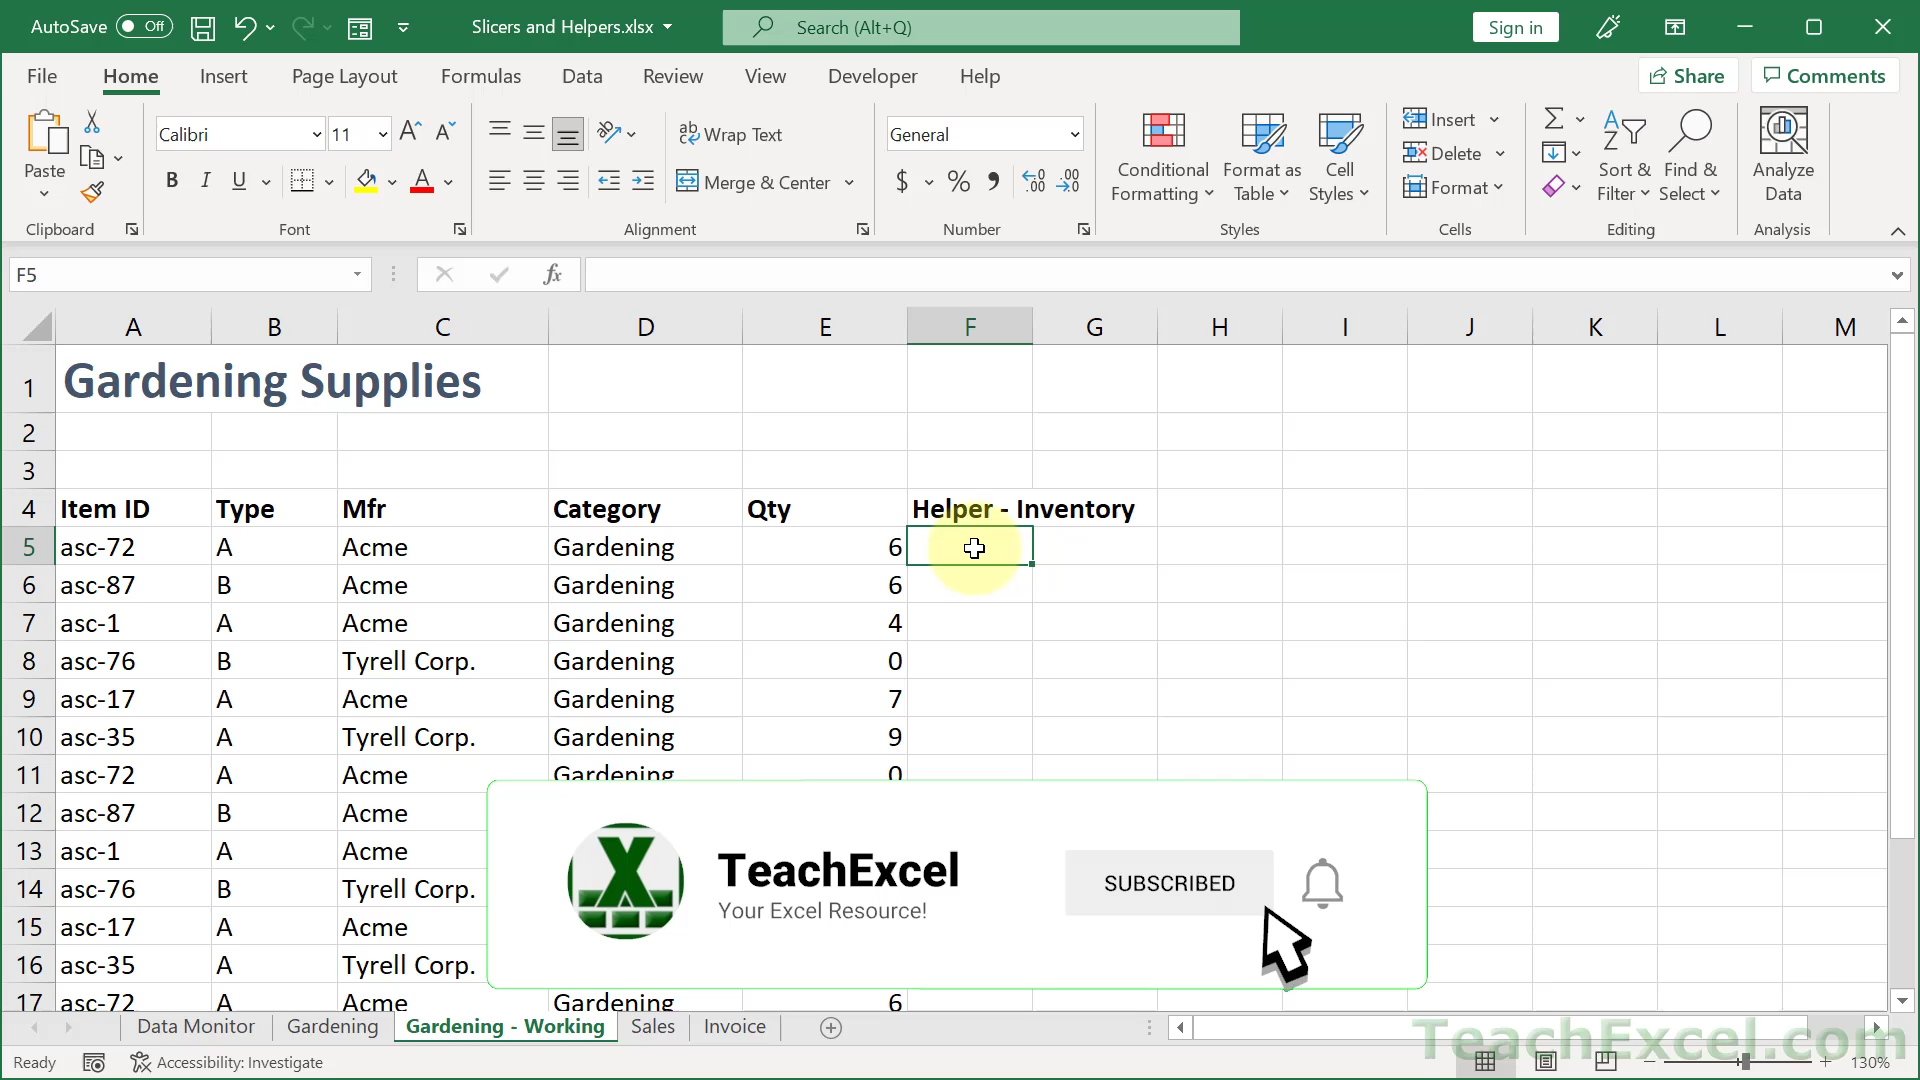 AutoSave Off Slicers and Helpers.xlsx Search (Alt+Q) Sign in
File Home Insert Page Layout Formulas Data Review View Developer Help Share Comments
Paste
Clipboard
Calibri 11
B I U
Font
Wrap Text
Merge & Center
Alignment
General
$ % 
Number
Conditional Formatting
Format as Table
Cell Styles
Styles
Insert
Delete
Format
Cells
Sort & Filter
Find & Select
Editing
Analyze Data
Analysis
F5 fx
A B C D E F G H I J K L M
1 Gardening Supplies
2
3
4 Item ID Type Mfr Category Qty Helper - Inventory
5 asc-72 A Acme Gardening 6
6 asc-87 B Acme Gardening 6
7 asc-1 A Acme Gardening 4
8 asc-76 B Tyrell Corp. Gardening 0
9 asc-17 A Acme Gardening 7
10 asc-35 A Tyrell Corp. Gardening 9
11 asc-72 A Acme Gardening 0
12 asc-87 B Acme
13 asc-1 A Acme
14 asc-76 B Tyrell Corp.
15 asc-17 A Acme
16 asc-35 A Tyrell Corp.
17 asc-72 A Acme Gardening 6
TeachExcel
Your Excel Resource!
SUBSCRIBED
Data Monitor Gardening Gardening - Working Sales Invoice
TeachExcel.com
Ready Accessibility: Investigate 130%